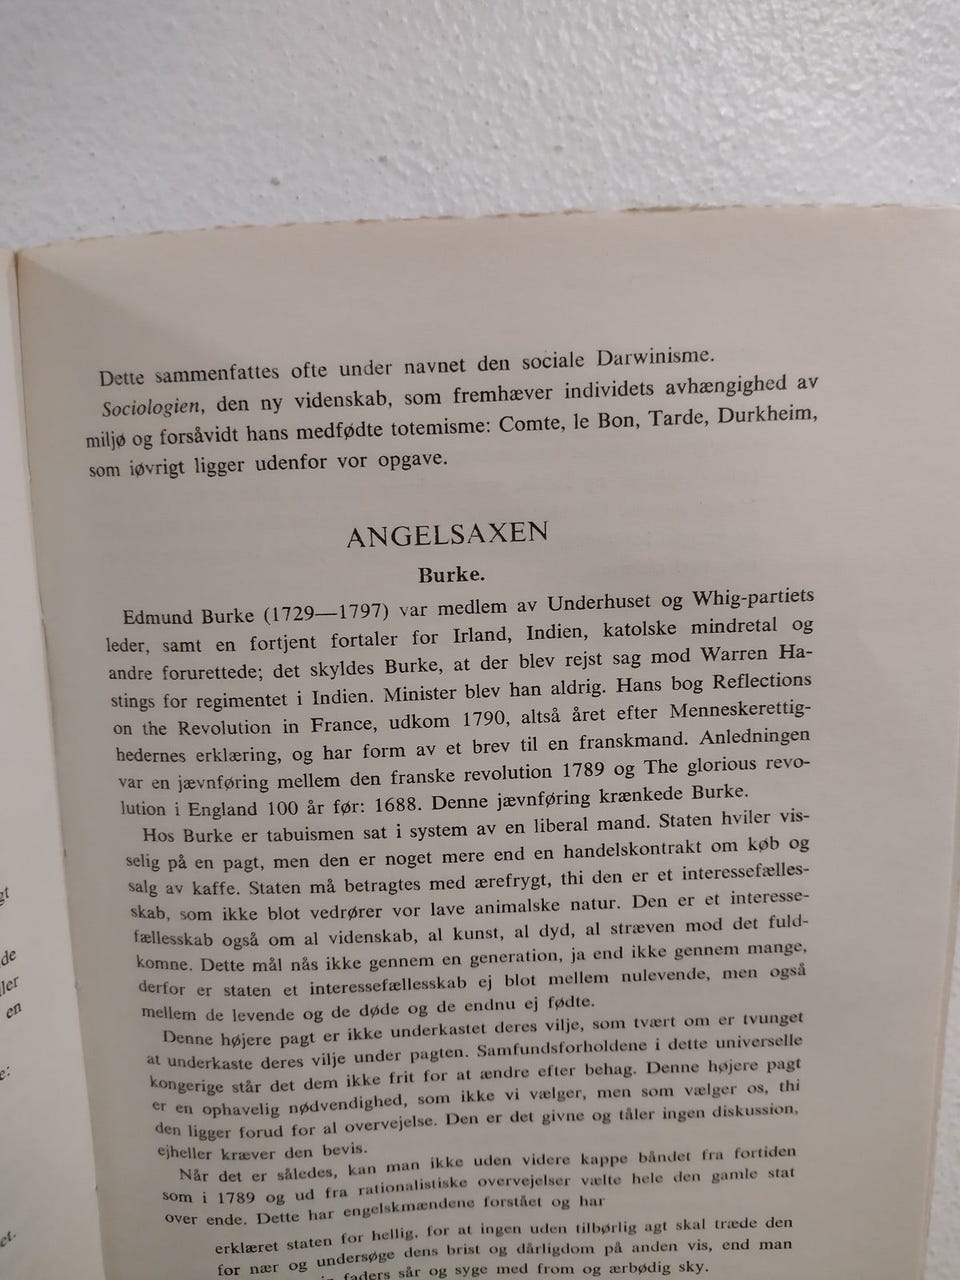 Dette sammenfattes ofte under navnet den sociale Darwinisme.
Sociologien, den ny videnskab, som fremhæver individets avhængighed av
miljø og forsåvidt hans medfødte totemisme: Comte, le Bon, Tarde, Durkheim,
som iøvrigt ligger udenfor vor opgave.
ANGELSAXEN
Burke.
Edmund Burke (1729—1797) var medlem av Underhuset og Whig-partiets
leder, samt en fortjent fortaler for Irland, Indien, katolske mindretal og
andre forurettede; det skyldes Burke, at der blev rejst sag mod Warren Ha-
stings for regimentet i Indien. Minister blev han aldrig. Hans bog Reflections
on the Revolution in France, udkom 1790, altså året efter Menneskerettig-
hedernes erklæring, og har form av et brev til en franskmand. Anledningen
var en jævnføring mellem den franske revolution 1789 og The glorious revo-
lution i England 100 år før: 1688. Denne jævnføring krænkede Burke.
Hos Burke er tabuismen sat i system av en liberal mand. Staten hviler vis-
selig på en pagt, men den er noget mere end en handelskontrakt om køb og
salg av kaffe. Staten må betragtes med ærefrygt, thi den er et interessefælles-
skab, som ikke blot vedrører vor lave animalske natur. Den er et interesse-
fællesskab også om al videnskab, al kunst, al dyd, al stræven mod det fuld-
komne. Dette mål nås ikke gennem en generation, ja end ikke gennem mange,
derfor er staten et interessefællesskab ej blot mellem nulevende, men også
mellem de levende og de døde og de endnu ej fødte.
Denne højere pagt er ikke underkastet deres vilje, som tvært om er tvunget
at underkaste deres vilje under pagten. Samfundsforholdene i dette universelle
kongerige står det dem ikke frit for at ændre efter behag. Denne højere pagt
er en ophavelig nødvendighed, som ikke vi vælger, men som vælger os, thi
den ligger forud for al overvejelse. Den er det givne og tåler ingen diskussion,
ejheller kræver den bevis.
Når det er således, kan man ikke uden videre kappe båndet fra fortiden
som i 1789 og ud fra rationalistiske overvejelser vælte hele den gamle stat
over ende. Dette har engelskmændene forstået og har
erklæret staten for hellig, for at ingen uden tilbørlig agt skal træde den
for nær og undersøge dens brist og dårligdom på anden vis, end man
faders sår og syge med from og ærbødig sky.
gt
de
ller
en
e:
et.